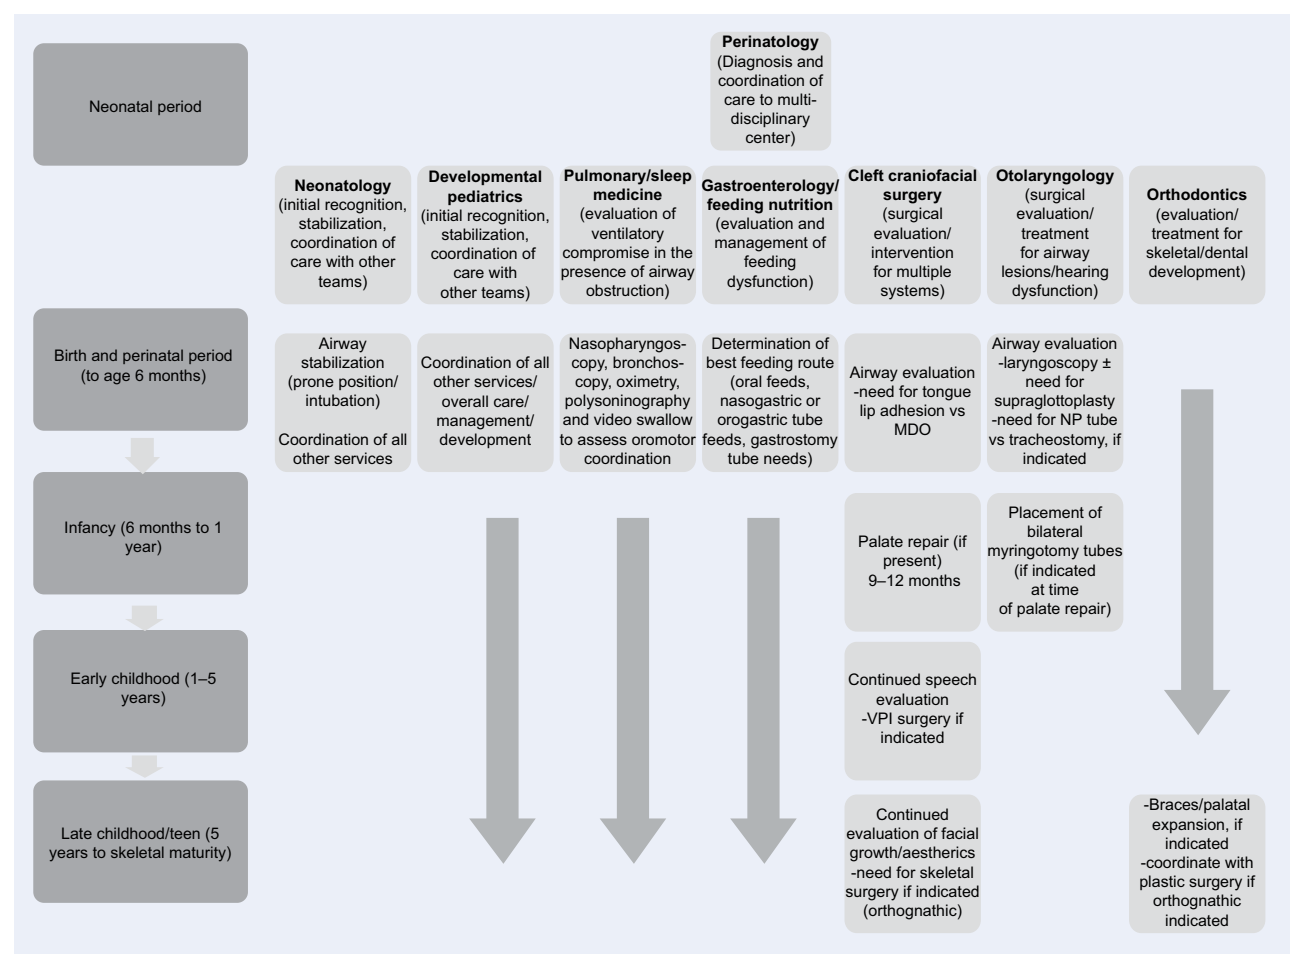 Perinatology
(Diagnosis and
coordination of
care to multi-
disciplinary
center)
Neonatal period
Neonatology
(initial recognition,
stabilization,
coordination of
care with other
teams)
Developmental
pediatrics
(initial recognition,
stabilization,
coordination of
care with
other teams)
Pulmonary/sleep
medicine
(evaluation of
ventilatory
compromise in the
presence of airway
obstruction)
Gastroenterology/
feeding nutrition
(evaluation and
management of
feeding
dysfunction)
Cleft craniofacial
surgery
(surgical
evaluation/
intervention
for multiple
systems)
Otolaryngology
(surgical
evaluation/
treatment
for airway
lesions/hearing
dysfunction)
Orthodontics
(evaluation/
treatment for
skeletal/dental
development)
Birth and perinatal period
(to age 6 months)
Airway
stabilization
(prone position/
intubation)
Coordination of all
other services
Coordination of all
other services/
overall care/
management/
development
Nasopharyngos-
copy, bronchos-
copy, oximetry,
polysoninography
and video swallow
to assess oromotor
coordination
Determination of
best feeding route
(oral feeds,
nasogastric or
orogastric tube
feeds, gastrostomy
tube needs)
Airway evaluation
-need for tongue
lip adhesion vs
MDO
Airway evaluation
-laryngoscopy ±
need for
supraglottoplasty
-need for NP tube
vs tracheostomy, if
indicated
Infancy (6 months to 1
year)
Palate repair (if
present)
9–12 months
Placement of
bilateral
myringotomy tubes
(if indicated
at time
of palate repair)
Early childhood (1–5
years)
Continued speech
evaluation
-VPI surgery if
indicated
Late childhood/teen (5
years to skeletal maturity)
Continued
evaluation of facial
growth/aestherics
-need for skeletal
surgery if indicated
(orthognathic)
-Braces/palatal
expansion, if
indicated
-coordinate with
plastic surgery if
orthognathic
indicated